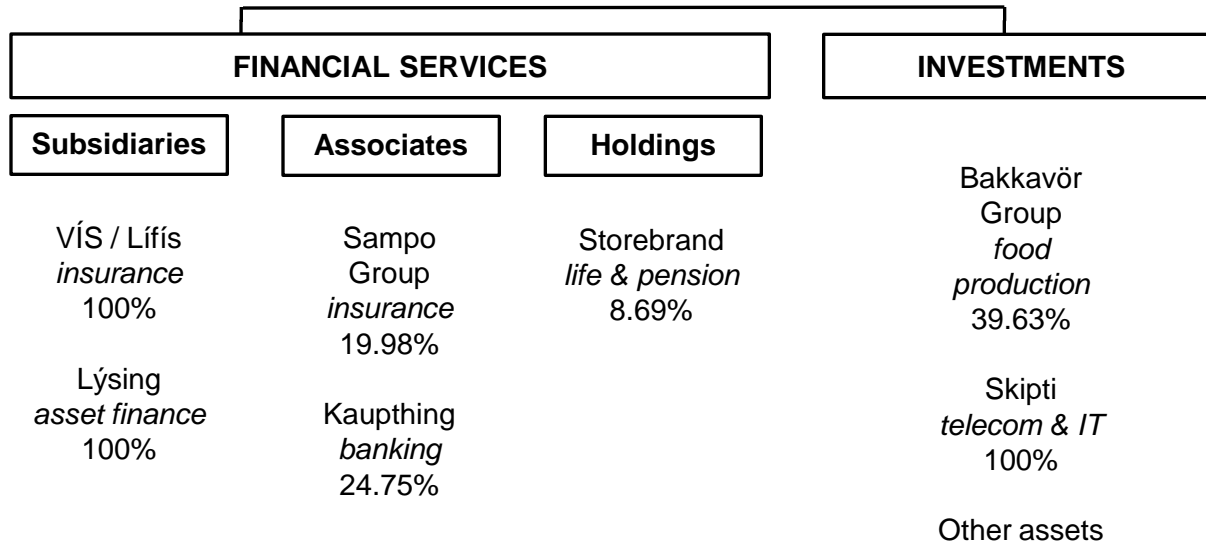 FINANCIAL SERVICES
INVESTMENTS
Subsidiaries
Associates
Holdings
VÍS / Lífís
insurance
100%
Lýsing
asset finance
100%
Sampo
Group
insurance
19.98%
Kaupthing
banking
24.75%
Storebrand
life & pension
8.69%
Bakkavör
Group
food
production
39.63%
Skipti
telecom & IT
100%
Other assets